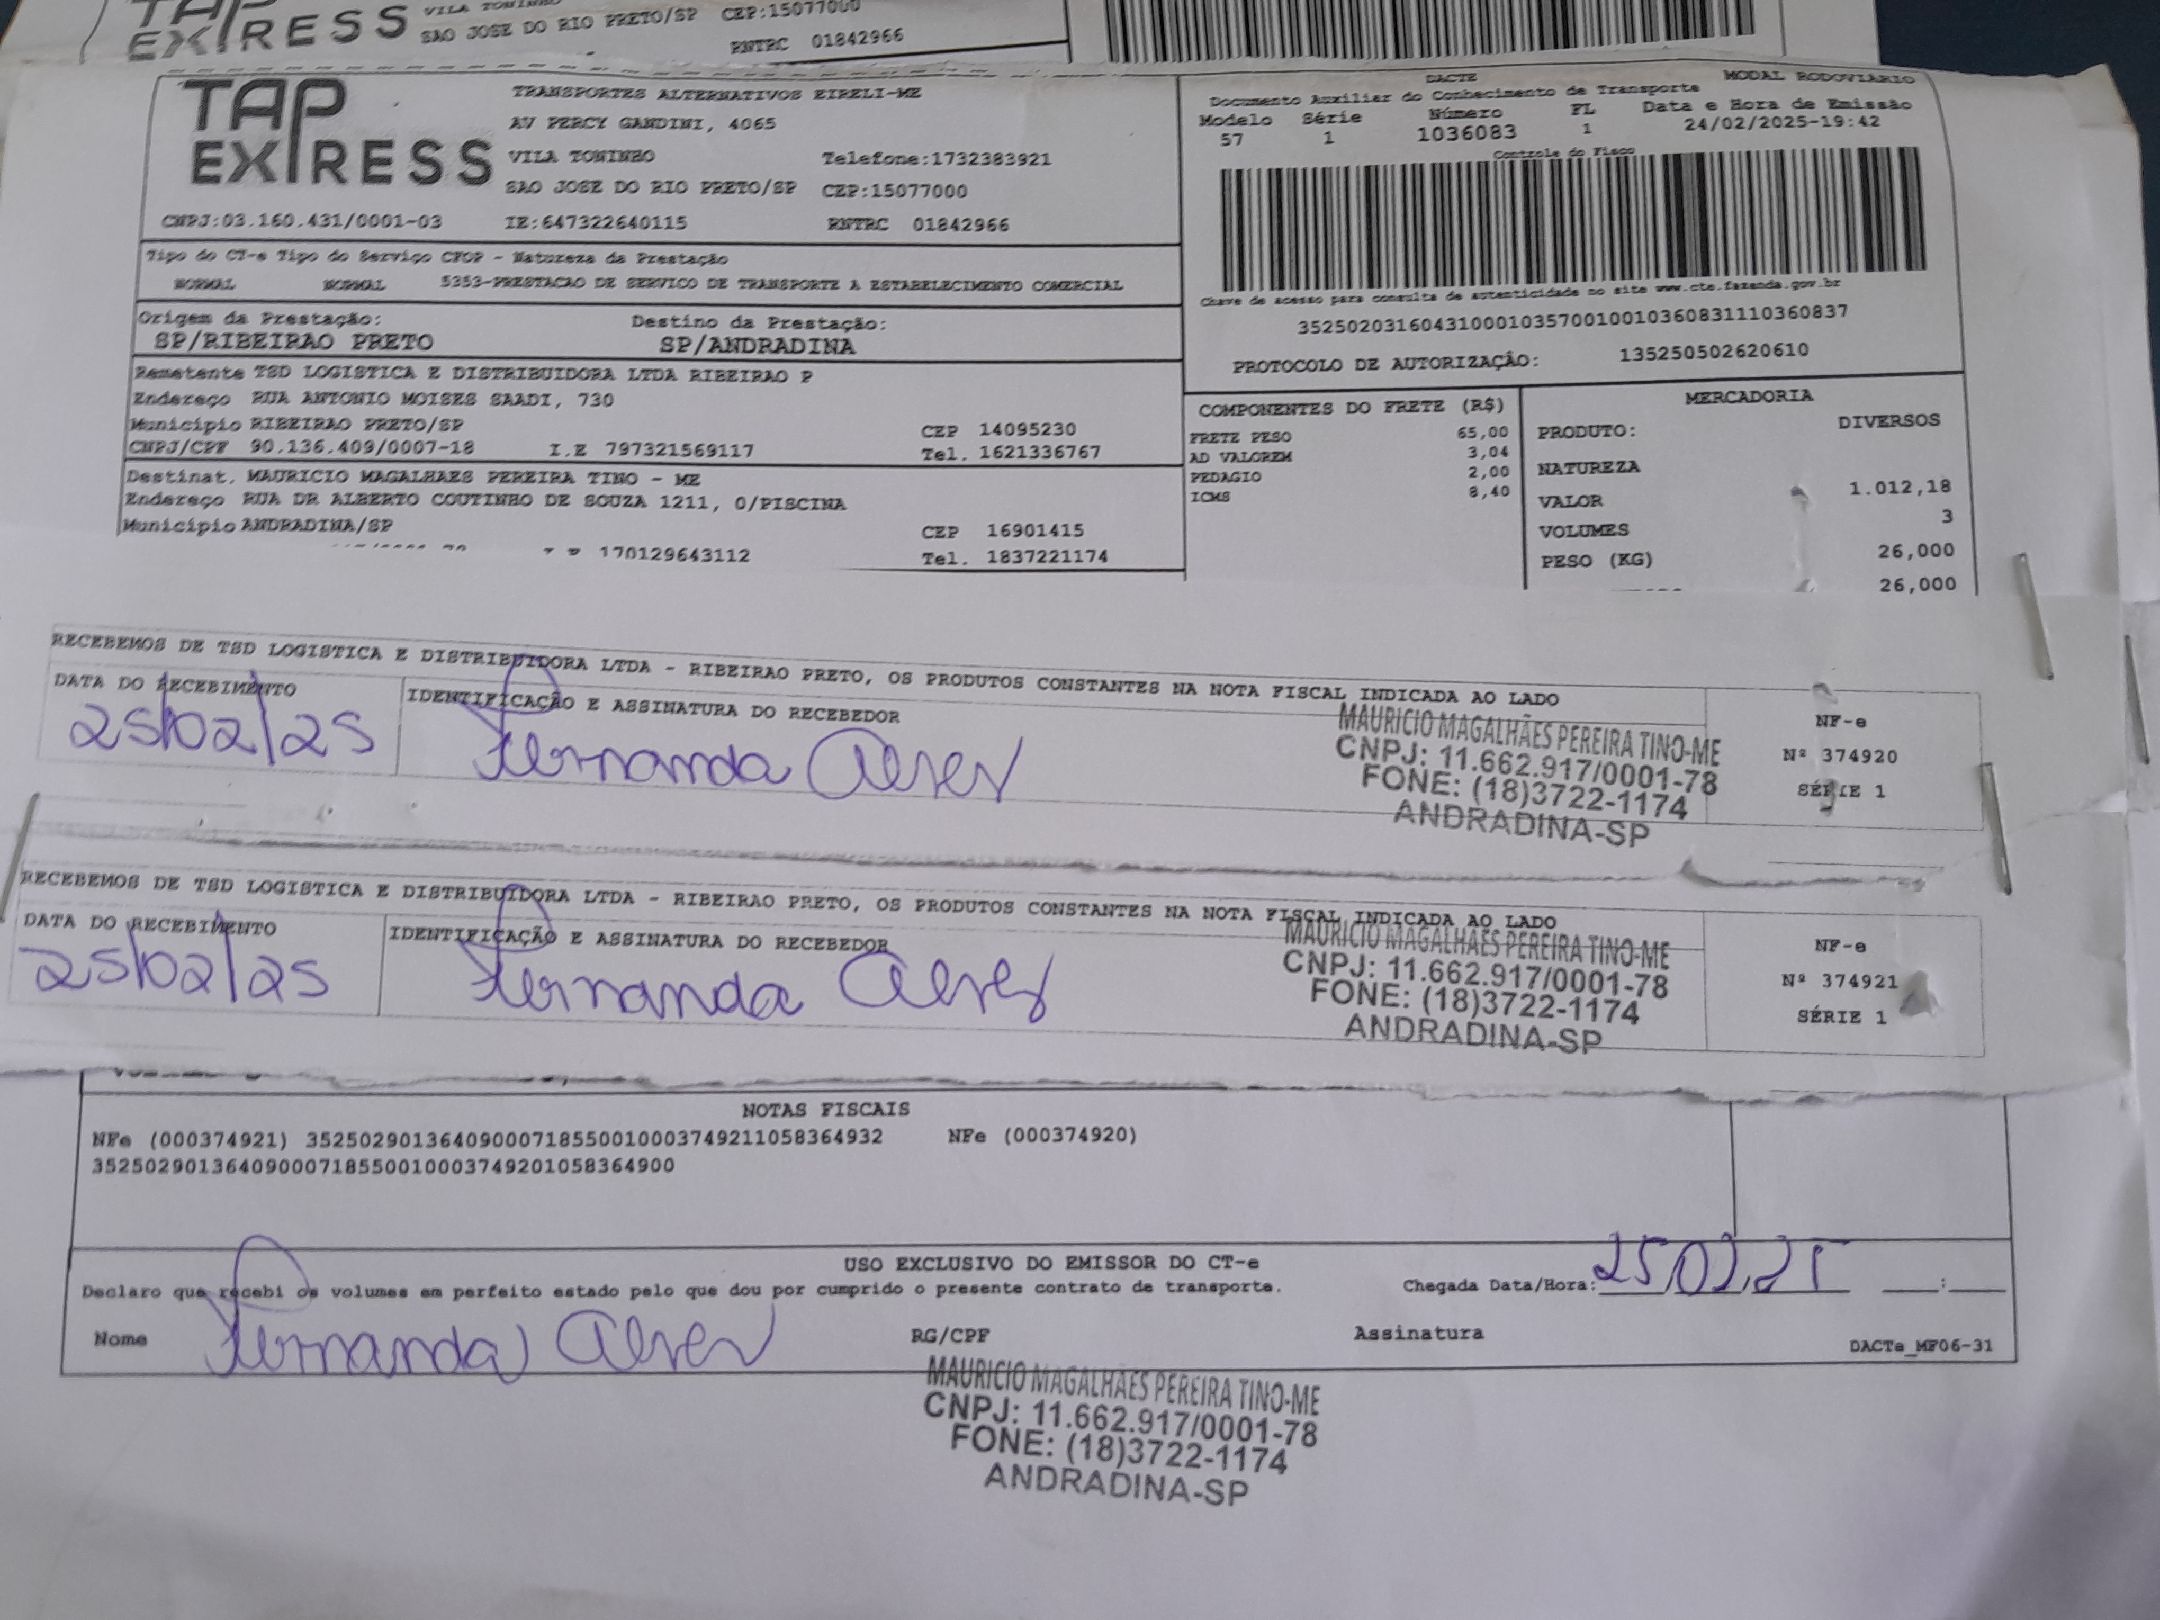 TAP EXPRESS
VILA TONINHO
SAO JOSE DO RIO PRETO/SP CEP:15077000
RNTRC 01842966
TAP EXPRESS
TRANSPORTES ALTERNATIVOS EIRELI-ME
AV PERCY GANDINI, 4065
VILA TONINHO Telefone:1732383921
SAO JOSE DO RIO PRETO/SP CEP:15077000
CNPJ:03.160.431/0001-03 IE:647322640115 RNTRC 01842966
DACTE MODAL RODOVIÁRIO
Documento Auxiliar do Conhecimento de Transporte
Modelo Série Número FL Data e Hora de Emissão
57 1 1036083 1 24/02/2025-19:42
Controle do Fisco
Chave de acesso para consulta de autenticidade no site www.cte.fazenda.gov.br
35250203160431000103570010010360831110360837
PROTOCOLO DE AUTORIZAÇÃO: 135250502620610
Tipo do CT-e Tipo do Serviço CFOP - Natureza da Prestação
NORMAL NORMAL 5353-PRESTACAO DE SERVICO DE TRANSPORTE A ESTABELECIMENTO COMERCIAL
Origem da Prestação: Destino da Prestação:
SP/RIBEIRAO PRETO SP/ANDRADINA
Remetente TSD LOGISTICA E DISTRIBUIDORA LTDA RIBEIRAO P
Endereço RUA ANTONIO MOISES SAADI, 730
Município RIBEIRAO PRETO/SP CEP 14095230
CNPJ/CPF 90.136.409/0007-18 I.E 797321569117 Tel. 1621336767
Destinat. MAURICIO MAGALHAES PEREIRA TINO - ME
Endereço RUA DR ALBERTO COUTINHO DE SOUZA 1211, 0/PISCINA
Município ANDRADINA/SP CEP 16901415
170129643112 Tel. 1837221174
COMPONENTES DO FRETE (R$)
FRETE PESO 65,00
AD VALOREM 3,04
PEDAGIO 2,00
ICMS 8,40
MERCADORIA
PRODUTO: DIVERSOS
NATUREZA
VALOR 1.012,18
VOLUMES 3
PESO (KG) 26,000
26,000
RECEBEMOS DE TSD LOGISTICA E DISTRIBUIDORA LTDA - RIBEIRAO PRETO, OS PRODUTOS CONSTANTES NA NOTA FISCAL INDICADA AO LADO
DATA DO RECEBIMENTO IDENTIFICAÇÃO E ASSINATURA DO RECEBEDOR
25/02/25 Fernanda Alves
MAURICIO MAGALHÃES PEREIRA TINO-ME
CNPJ: 11.662.917/0001-78
FONE: (18)3722-1174
ANDRADINA-SP
NF-e
Nº 374920
SÉRIE 1
RECEBEMOS DE TSD LOGISTICA E DISTRIBUIDORA LTDA - RIBEIRAO PRETO, OS PRODUTOS CONSTANTES NA NOTA FISCAL INDICADA AO LADO
DATA DO RECEBIMENTO IDENTIFICAÇÃO E ASSINATURA DO RECEBEDOR
25/02/25 Fernanda Alves
MAURICIO MAGALHÃES PEREIRA TINO-ME
CNPJ: 11.662.917/0001-78
FONE: (18)3722-1174
ANDRADINA-SP
NF-e
Nº 374921
SÉRIE 1
NOTAS FISCAIS
NFe (000374921) 35250290136409000718550010003749211058364932 NFe (000374920)
35250290136409000718550010003749201058364900
USO EXCLUSIVO DO EMISSOR DO CT-e
Declaro que recebi os volumes em perfeito estado pelo que dou por cumprido o presente contrato de transporte. Chegada Data/Hora: 25/02/25 ___:___
Nome Fernanda Alves RG/CPF Assinatura DACTe_MF06-31
MAURICIO MAGALHÃES PEREIRA TINO-ME
CNPJ: 11.662.917/0001-78
FONE: (18)3722-1174
ANDRADINA-SP